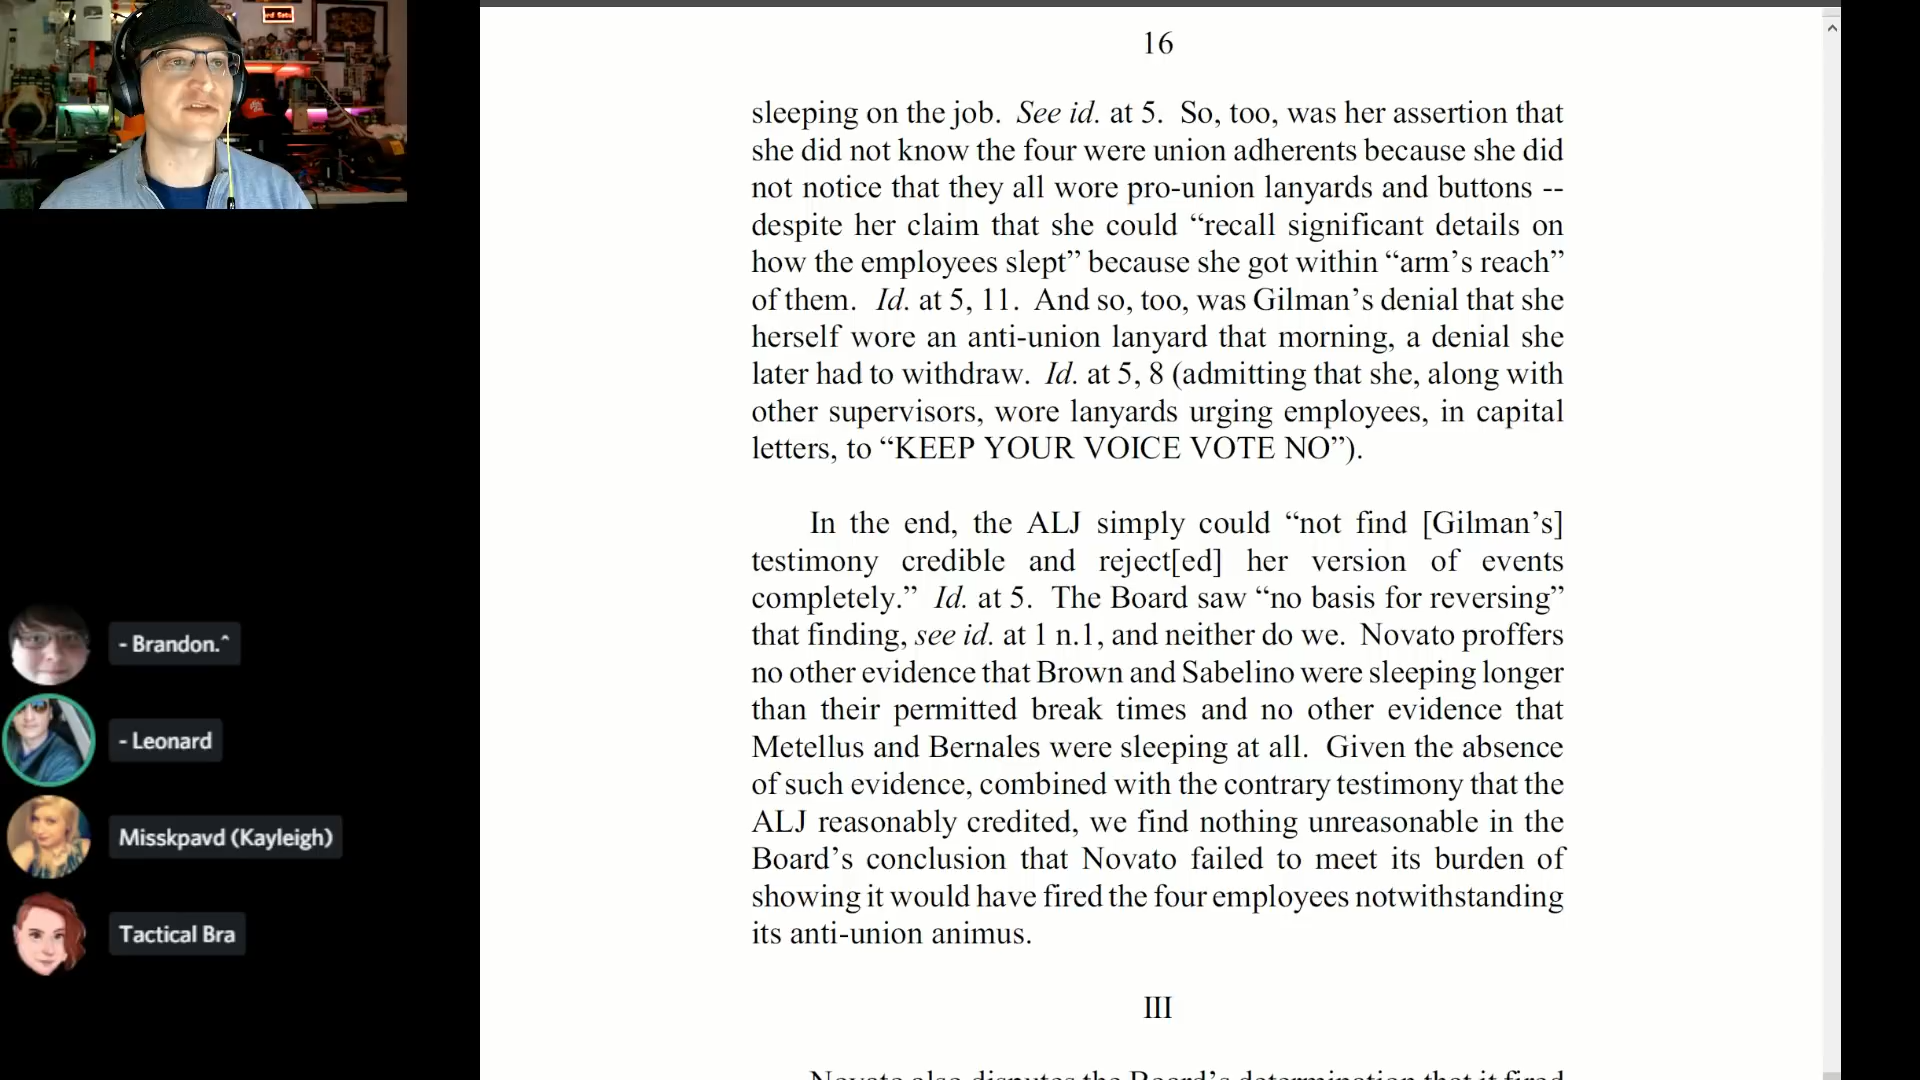 16
sleeping on the job. See id. at 5. So, too, was her assertion that
she did not know the four were union adherents because she did
not notice that they all wore pro-union lanyards and buttons --
despite her claim that she could “recall significant details on
how the employees slept” because she got within “arm’s reach”
of them. Id. at 5, 11. And so, too, was Gilman’s denial that she
herself wore an anti-union lanyard that morning, a denial she
later had to withdraw. Id. at 5, 8 (admitting that she, along with
other supervisors, wore lanyards urging employees, in capital
letters, to “KEEP YOUR VOICE VOTE NO”).
In the end, the ALJ simply could “not find [Gilman’s]
testimony credible and reject[ed] her version of events
completely.” Id. at 5. The Board saw “no basis for reversing”
that finding, see id. at 1 n.1, and neither do we. Novato proffers
no other evidence that Brown and Sabelino were sleeping longer
than their permitted break times and no other evidence that
Metellus and Bernales were sleeping at all. Given the absence
of such evidence, combined with the contrary testimony that the
ALJ reasonably credited, we find nothing unreasonable in the
Board’s conclusion that Novato failed to meet its burden of
showing it would have fired the four employees notwithstanding
its anti-union animus.
III
Novato also disputes the Board’s determination that it fired
- Brandon.^
- Leonard
Misskpavd (Kayleigh)
Tactical Bra